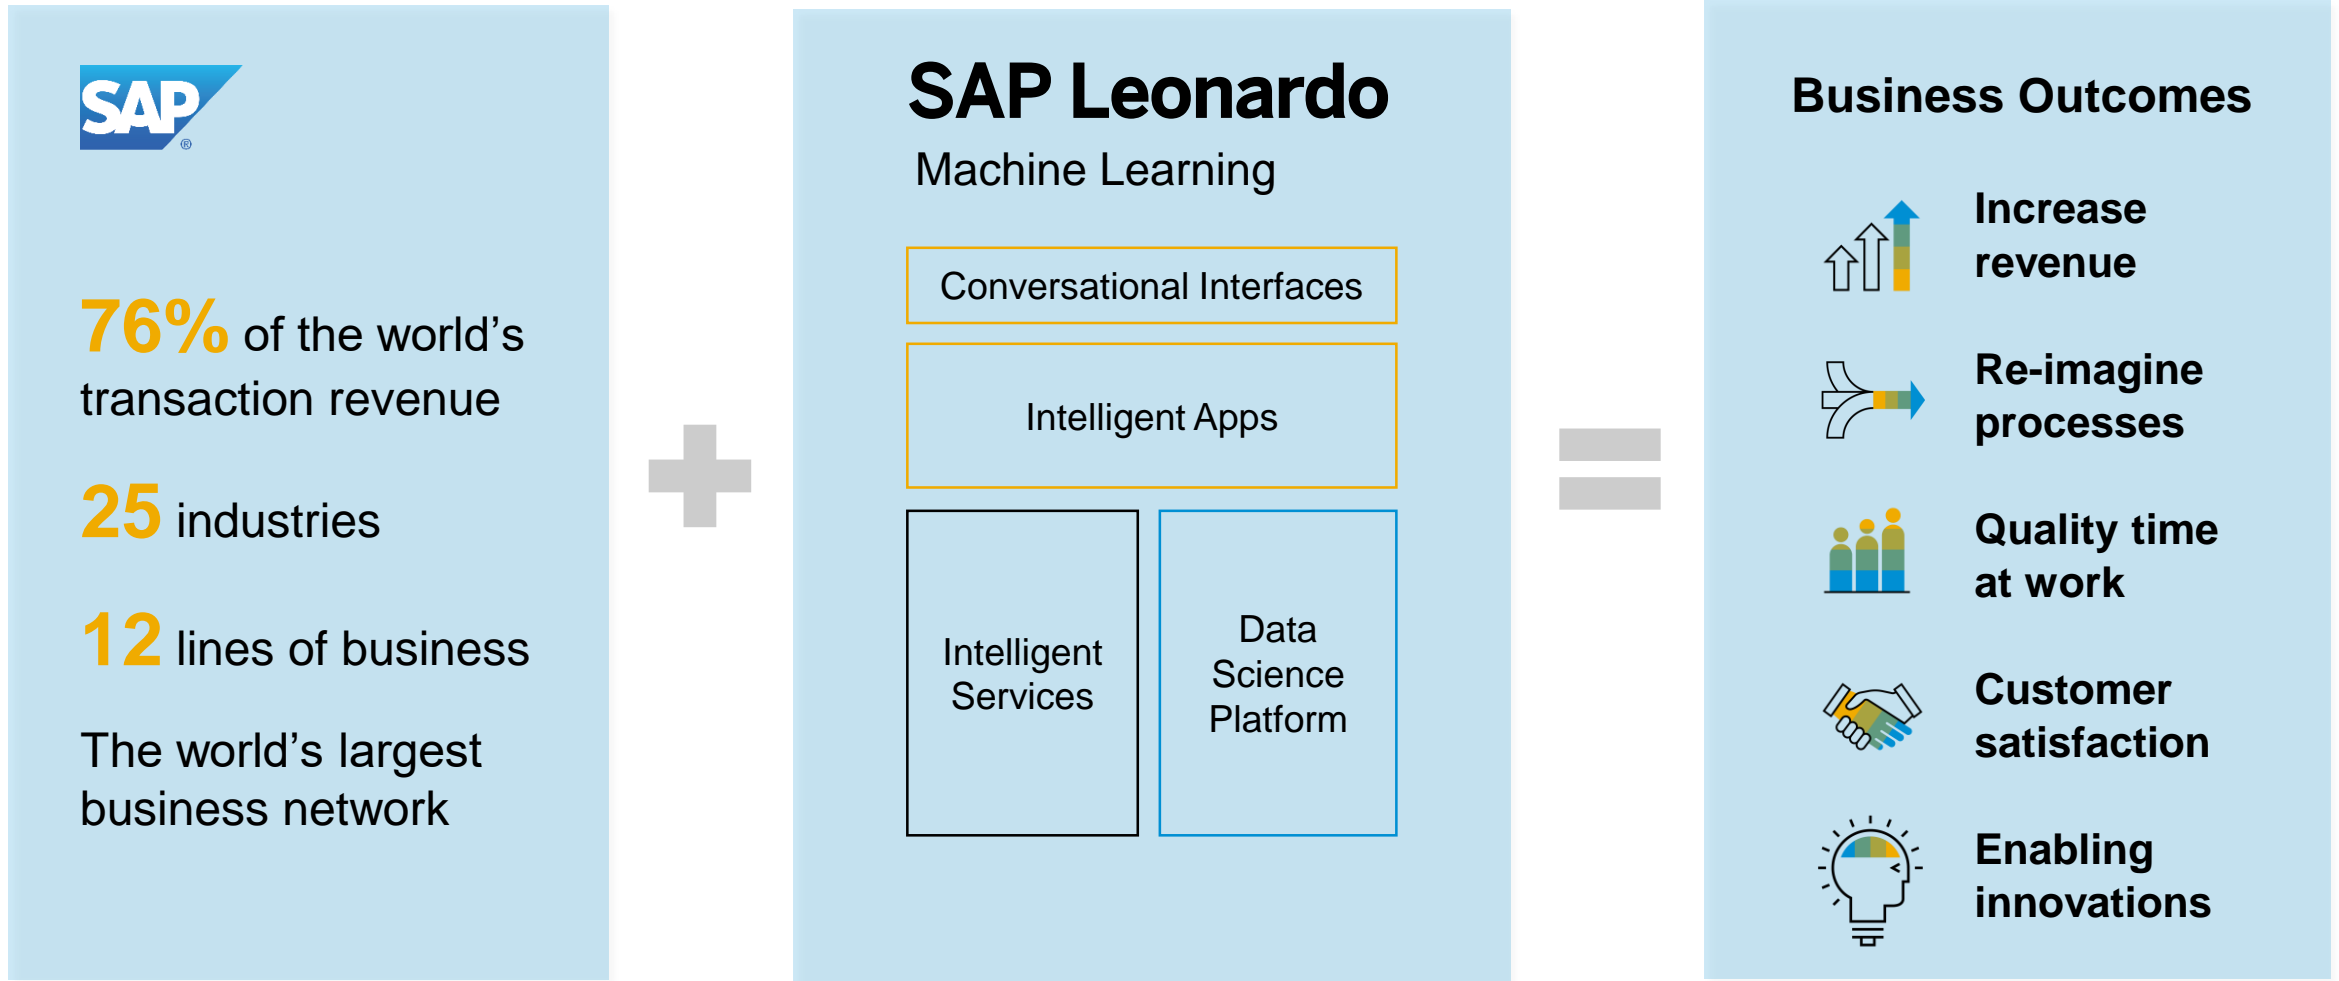 SAP
®
76% of the world’s
transaction revenue
25 industries
12 lines of business
The world’s largest
business network
SAP Leonardo
Machine Learning
Conversational Interfaces
Intelligent Apps
Intelligent
Services
Data
Science
Platform
Business Outcomes
Increase
revenue
Re-imagine
processes
Quality time
at work
Customer
satisfaction
Enabling
innovations